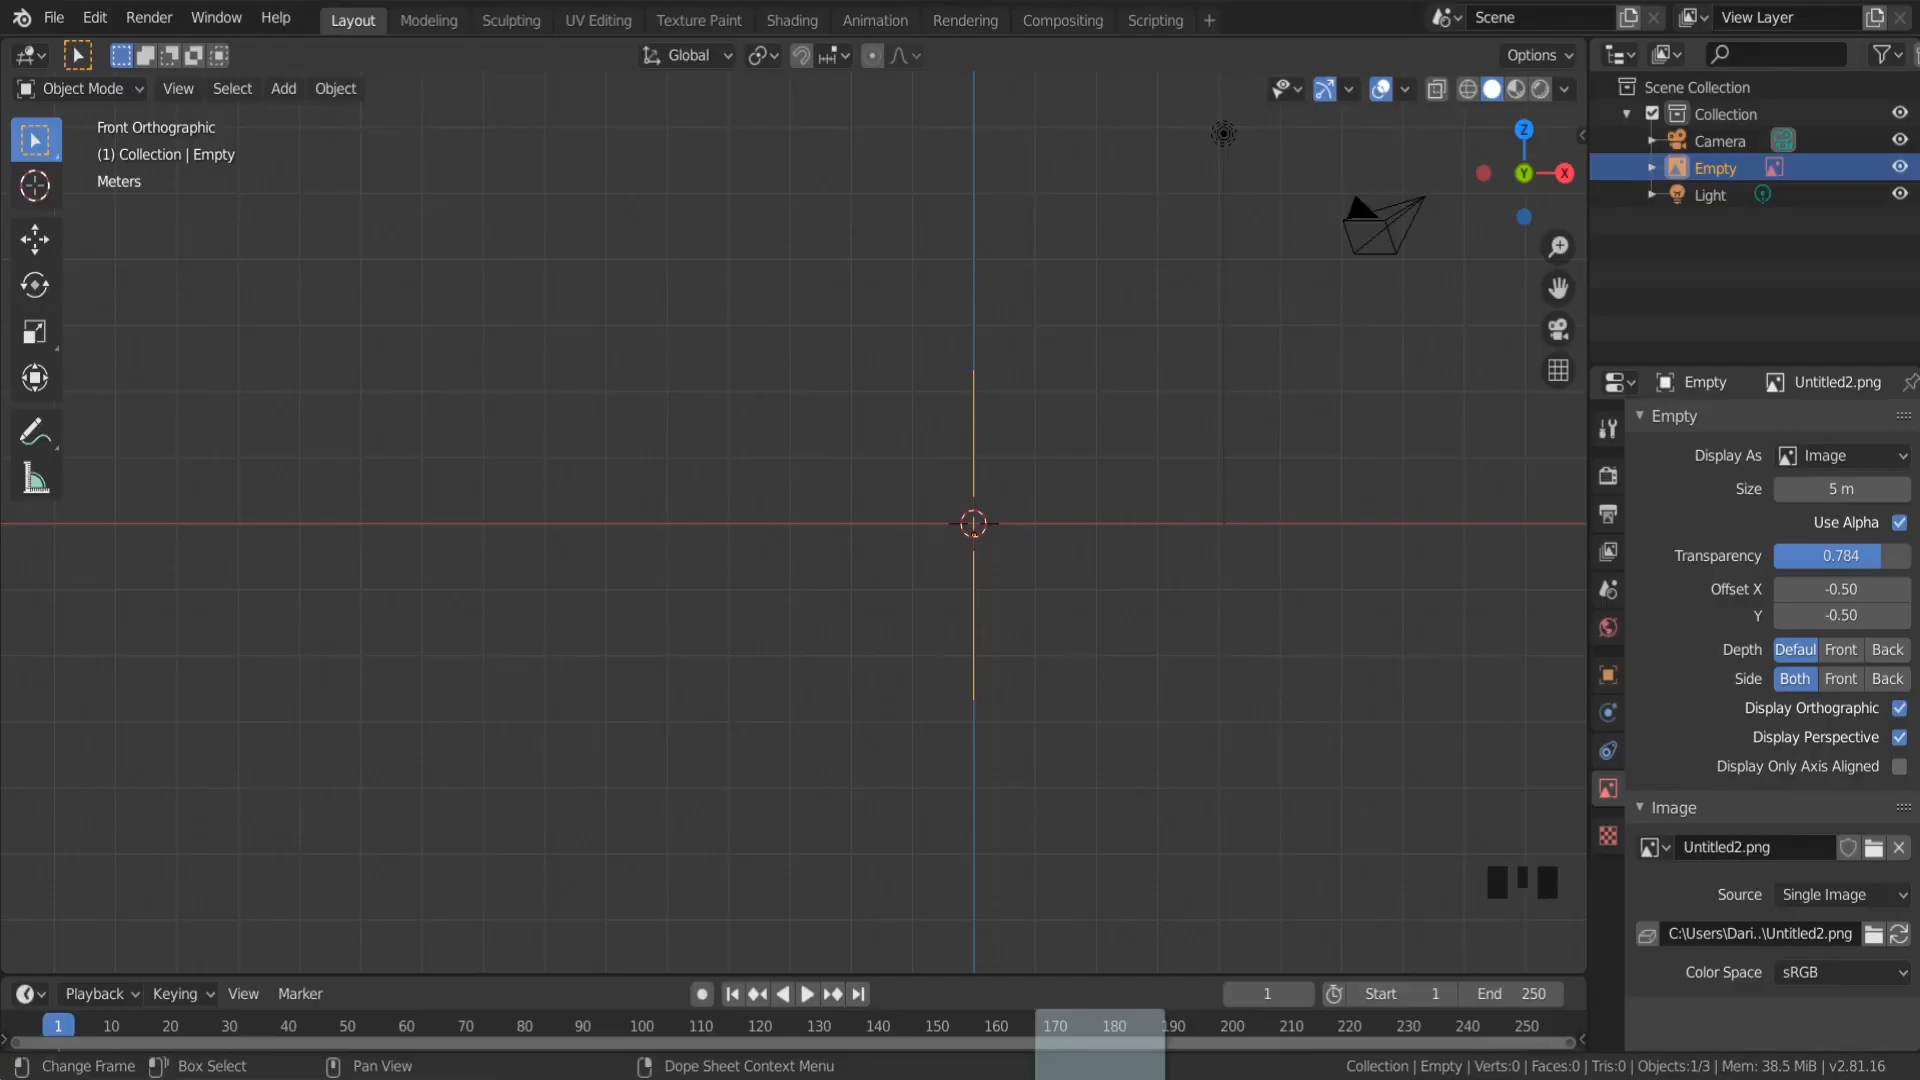 File Edit Render Window Help Layout Modeling Sculpting UV Editing Texture Paint Shading Animation Rendering Compositing Scripting + Scene View Layer
Global Options
Object Mode View Select Add Object
Front Orthographic
(1) Collection | Empty
Meters
Z
Y
X
Scene Collection
Collection
Camera
Empty
Light
Empty Untitled2.png
Empty
Display As Image
Size 5 m
Use Alpha
Transparency 0.784
Offset X -0.50
Y -0.50
Depth Defaul Front Back
Side Both Front Back
Display Orthographic
Display Perspective
Display Only Axis Aligned
Image
Untitled2.png
Source Single Image
C:\Users\Dari..\Untitled2.png
Color Space sRGB
Playback Keying View Marker 1 Start 1 End 250
1 10 20 30 40 50 60 70 80 90 100 110 120 130 140 150 160 170 180 190 200 210 220 230 240 250
Change Frame Box Select Pan View Dope Sheet Context Menu Collection | Empty | Verts:0 | Faces:0 | Tris:0 | Objects:1/3 | Mem: 38.5 MiB | v2.81.16